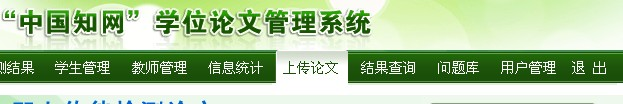 “中国知网”学位论文管理系统
测结果 学生管理 教师管理 信息统计 上传论文 结果查询 问题库 用户管理 退 出